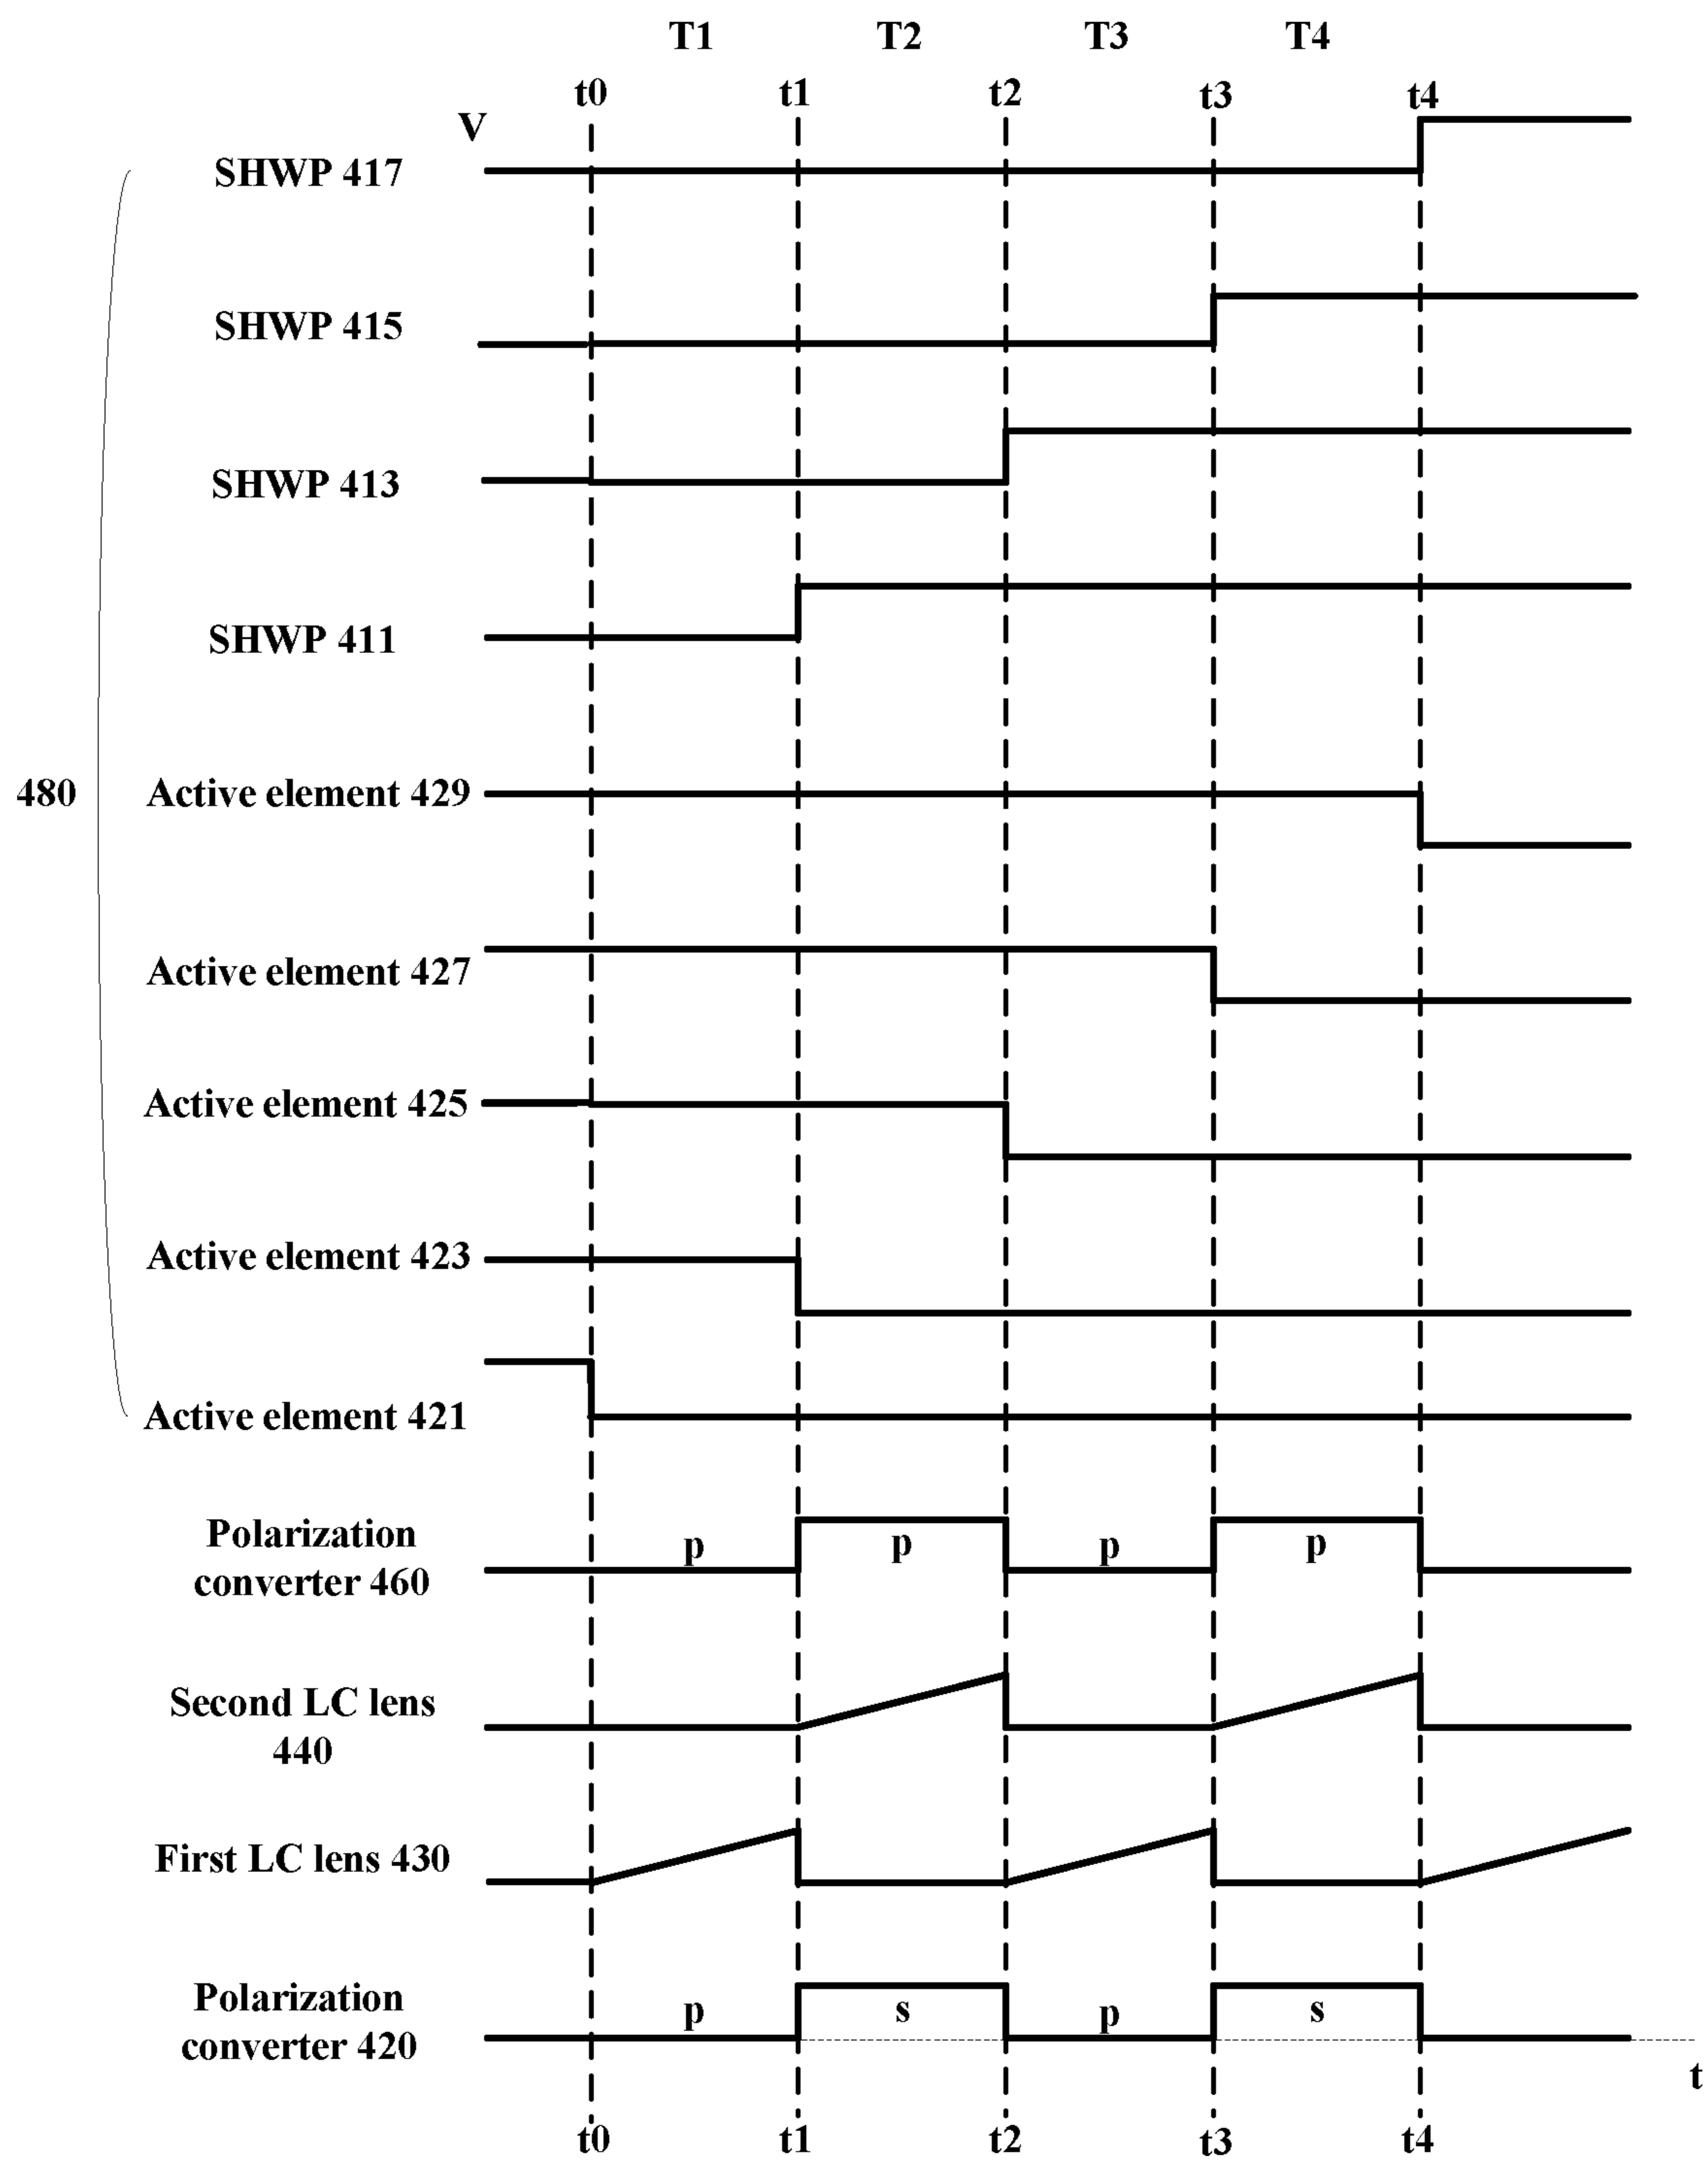 T1 T2 T3 T4
t0 t1 t2 t3 t4
V
SHWP 417
SHWP 415
SHWP 413
SHWP 411
480
Active element 429
Active element 427
Active element 425
Active element 423
Active element 421
Polarization
converter 460
p p p p
Second LC lens
440
First LC lens 430
Polarization
converter 420
p s p s
t
t0 t1 t2 t3 t4